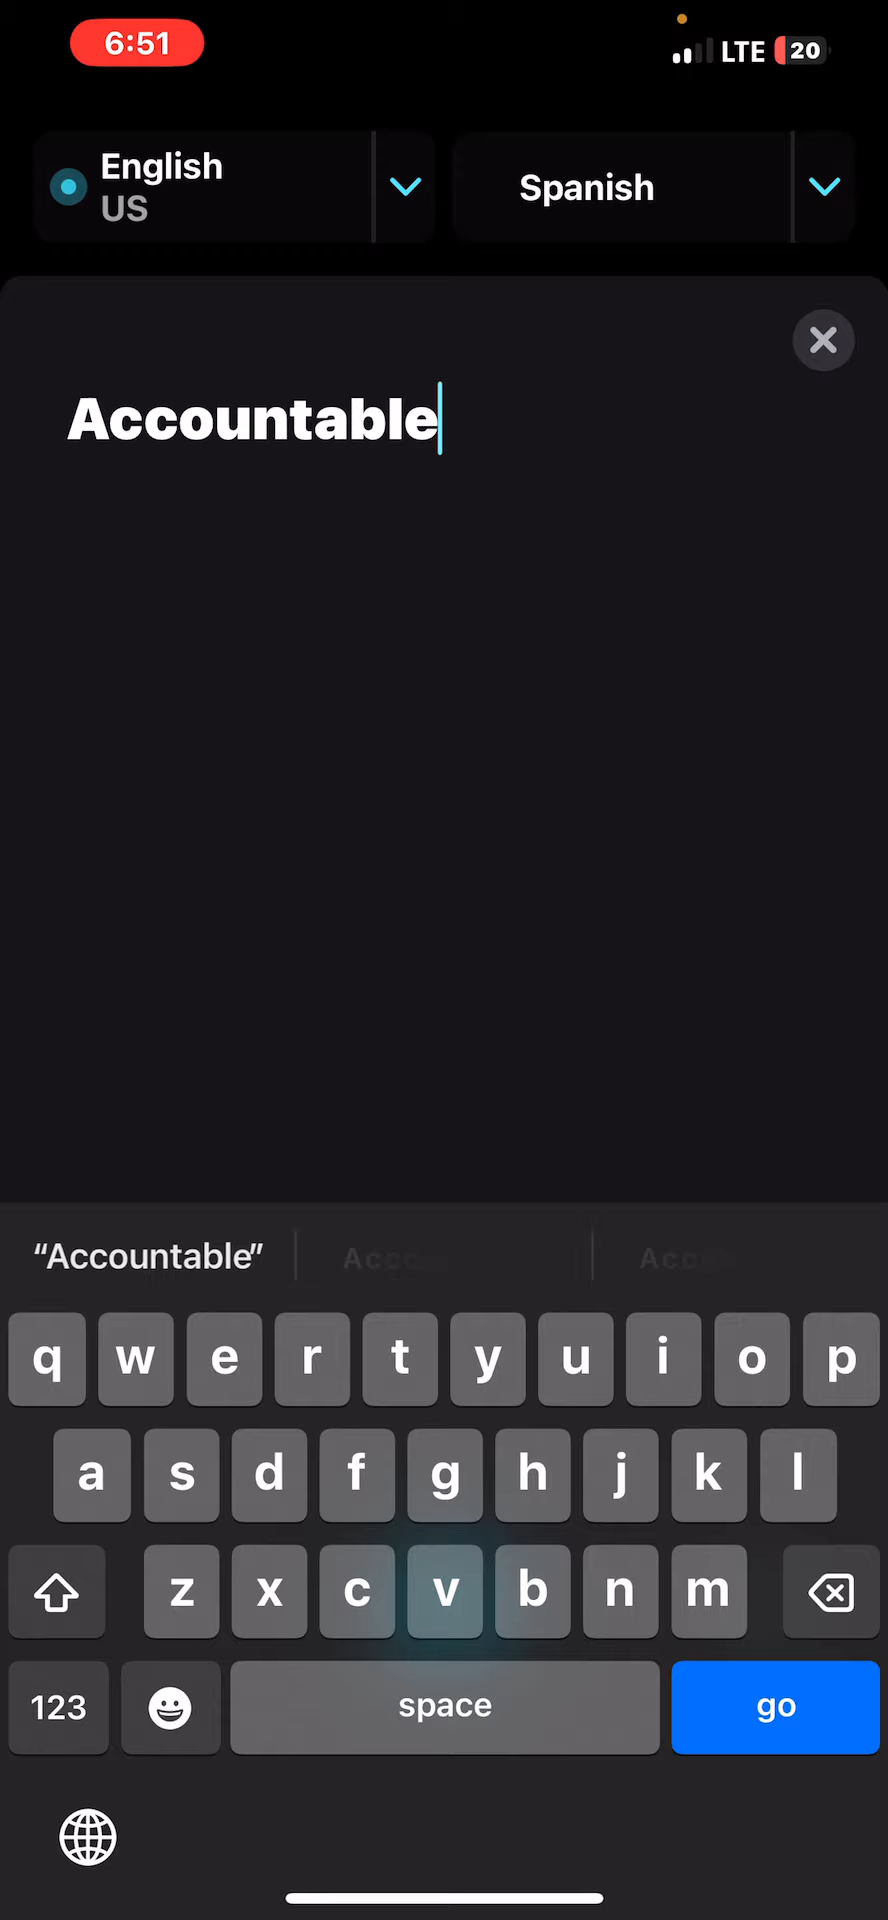 6:51
LTE 20
English
US
Spanish
Accountable
“Accountable”
q w e r t y u i o p
a s d f g h j k l
z x c v b n m
123 space go